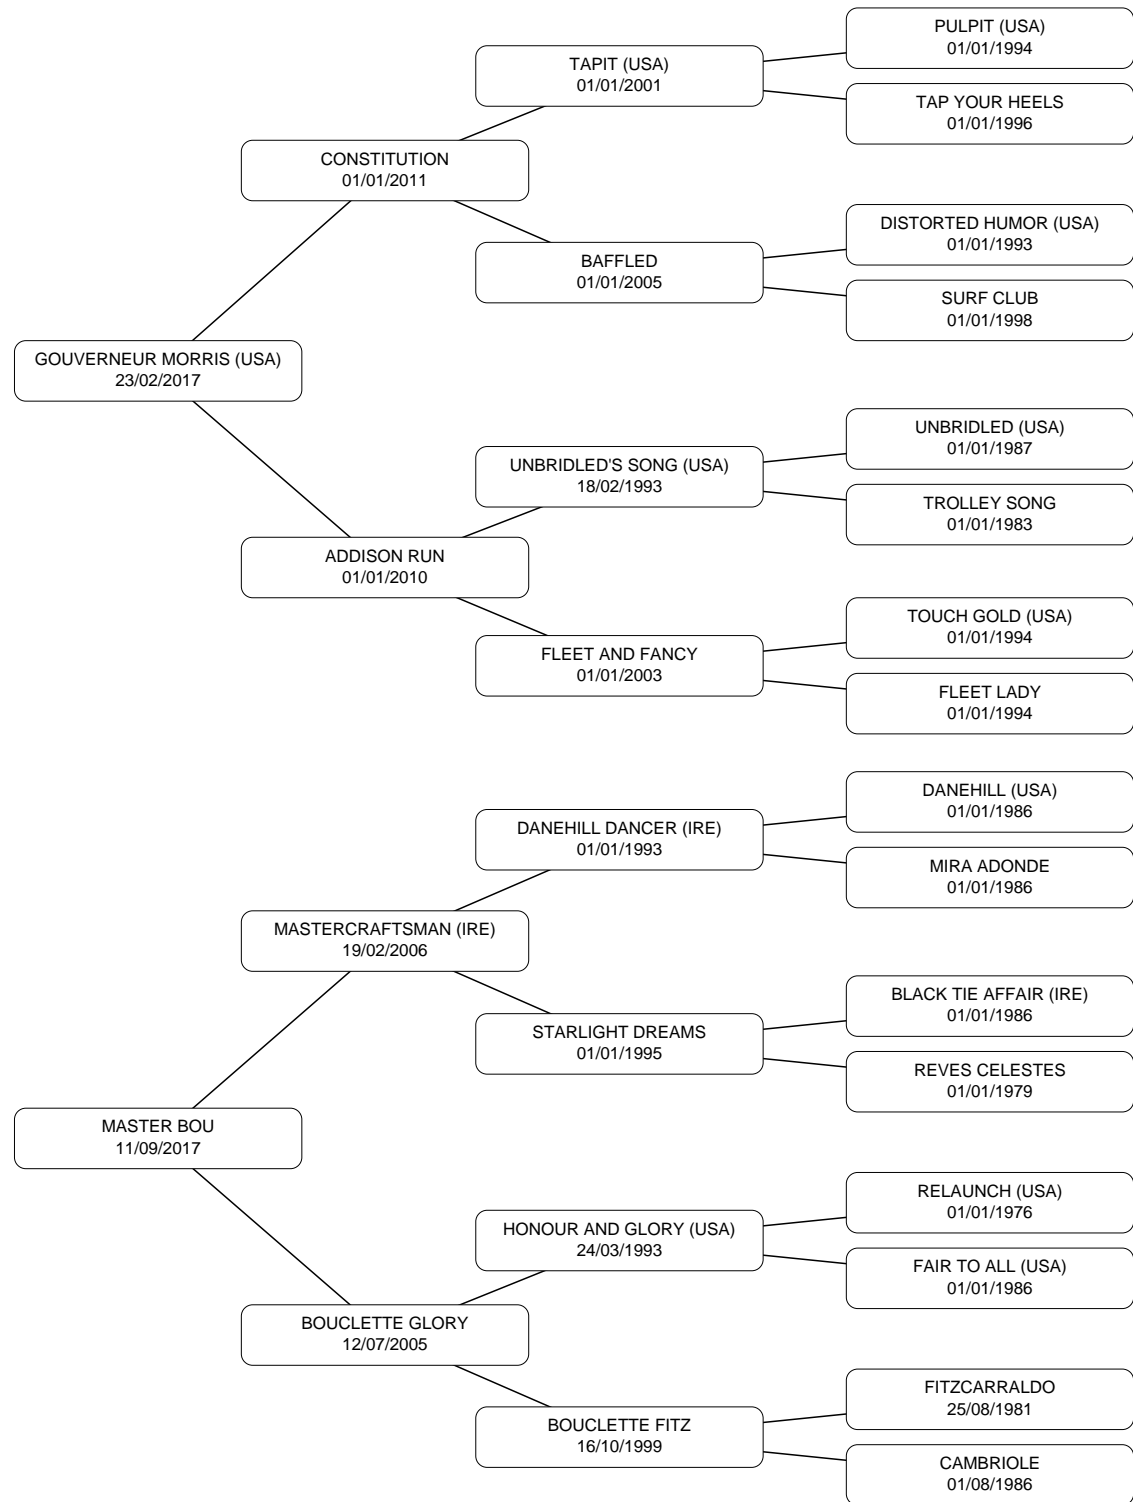 PULPIT (USA)
01/01/1994
TAPIT (USA)
01/01/2001
TAP YOUR HEELS
01/01/1996
CONSTITUTION
01/01/2011
DISTORTED HUMOR (USA)
01/01/1993
BAFFLED
01/01/2005
SURF CLUB
01/01/1998
GOUVERNEUR MORRIS (USA)
23/02/2017
UNBRIDLED (USA)
01/01/1987
UNBRIDLED'S SONG (USA)
18/02/1993
TROLLEY SONG
01/01/1983
ADDISON RUN
01/01/2010
TOUCH GOLD (USA)
01/01/1994
FLEET AND FANCY
01/01/2003
FLEET LADY
01/01/1994
DANEHILL (USA)
01/01/1986
DANEHILL DANCER (IRE)
01/01/1993
MIRA ADONDE
01/01/1986
MASTERCRAFTSMAN (IRE)
19/02/2006
BLACK TIE AFFAIR (IRE)
01/01/1986
STARLIGHT DREAMS
01/01/1995
REVES CELESTES
01/01/1979
MASTER BOU
11/09/2017
RELAUNCH (USA)
01/01/1976
HONOUR AND GLORY (USA)
24/03/1993
FAIR TO ALL (USA)
01/01/1986
BOUCLETTE GLORY
12/07/2005
FITZCARRALDO
25/08/1981
BOUCLETTE FITZ
16/10/1999
CAMBRIOLE
01/08/1986